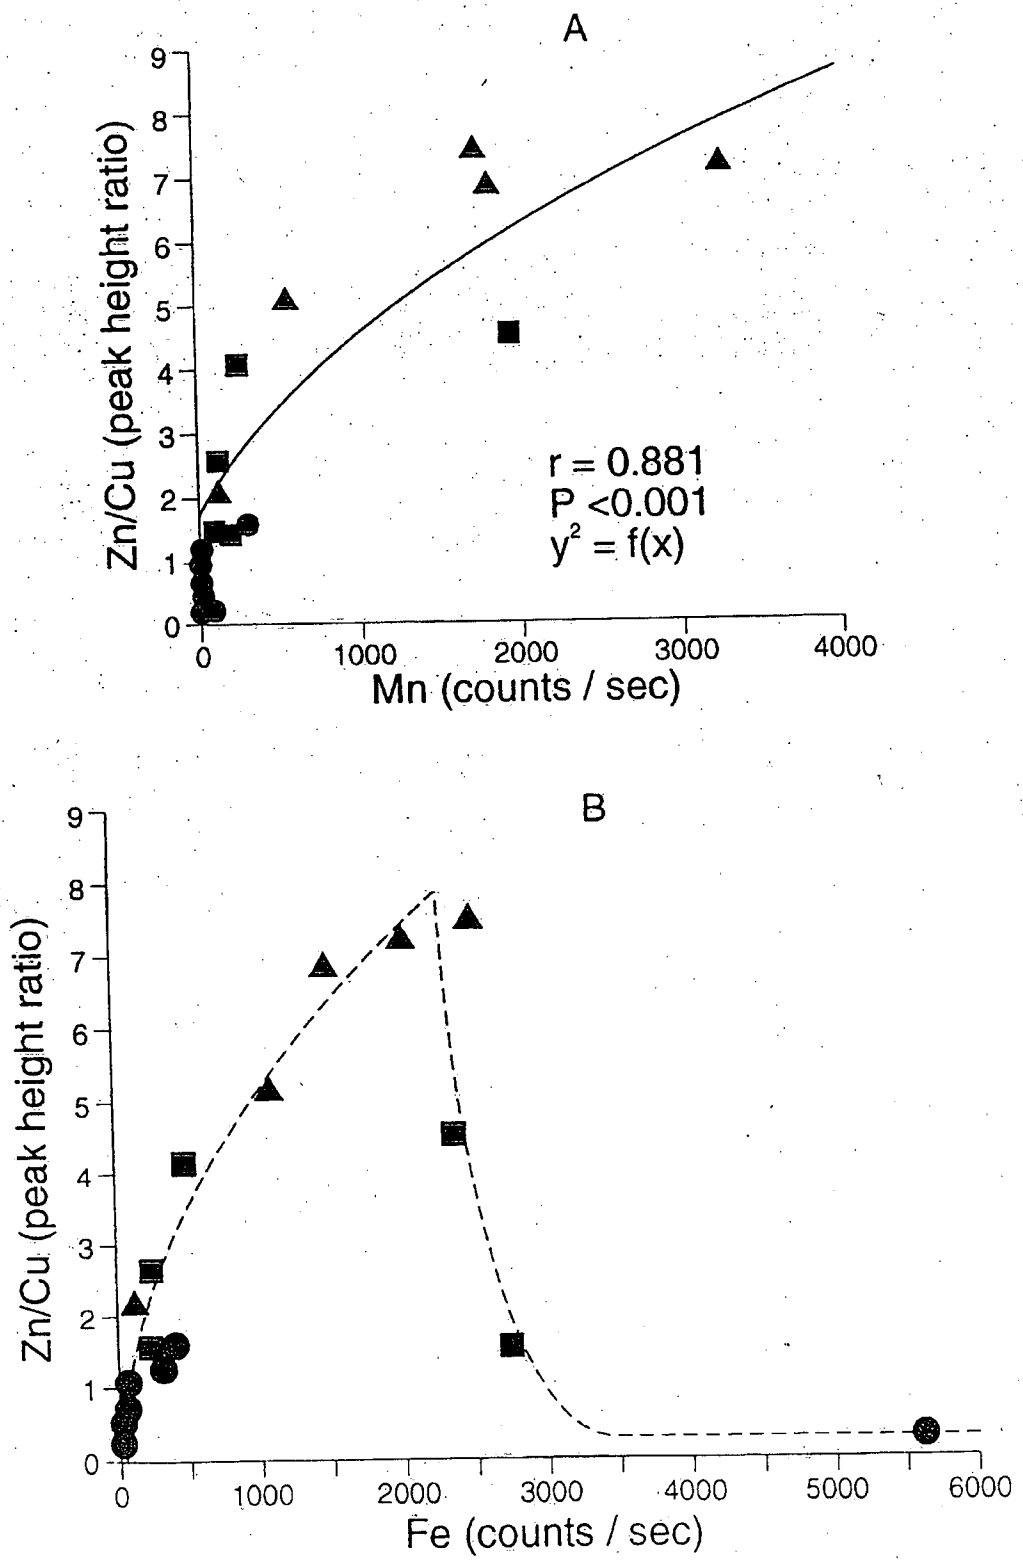 A
9
8
7
6
5
4
3
2
1
0
Zn/Cu (peak height ratio)
r = 0.881
P <0.001
y² = f(x)
0 1000 2000 3000 4000
Mn (counts / sec)
B
9
8
7
6
5
4
3
2
1
0
Zn/Cu (peak height ratio)
0 1000 2000 3000 4000 5000 6000
Fe (counts / sec)